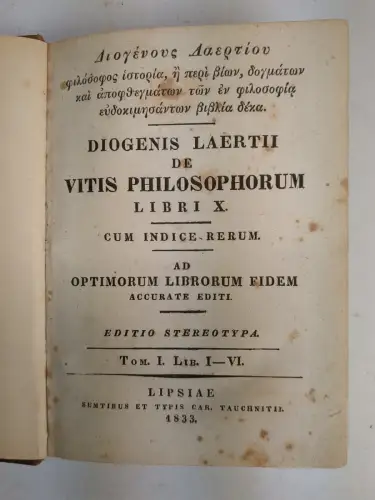 Διογένους Λαερτίου
φιλόσοφος ἱστορία, ἢ περὶ βίων, δογμάτων
καὶ ἀποφθεγμάτων τῶν ἐν φιλοσοφίᾳ
εὐδοκιμησάντων βιβλία δέκα.
DIOGENIS LAERTII
DE
VITIS PHILOSOPHORUM
LIBRI X.
CUM INDICE RERUM.
AD
OPTIMORUM LIBRORUM FIDEM
ACCURATE EDITI.
EDITIO STEREOTYPA.
TOM. I. LIB. I—VI.
LIPSIAE
SUMTIBUS ET TYPIS CAR. TAUCHNITII.
1833.